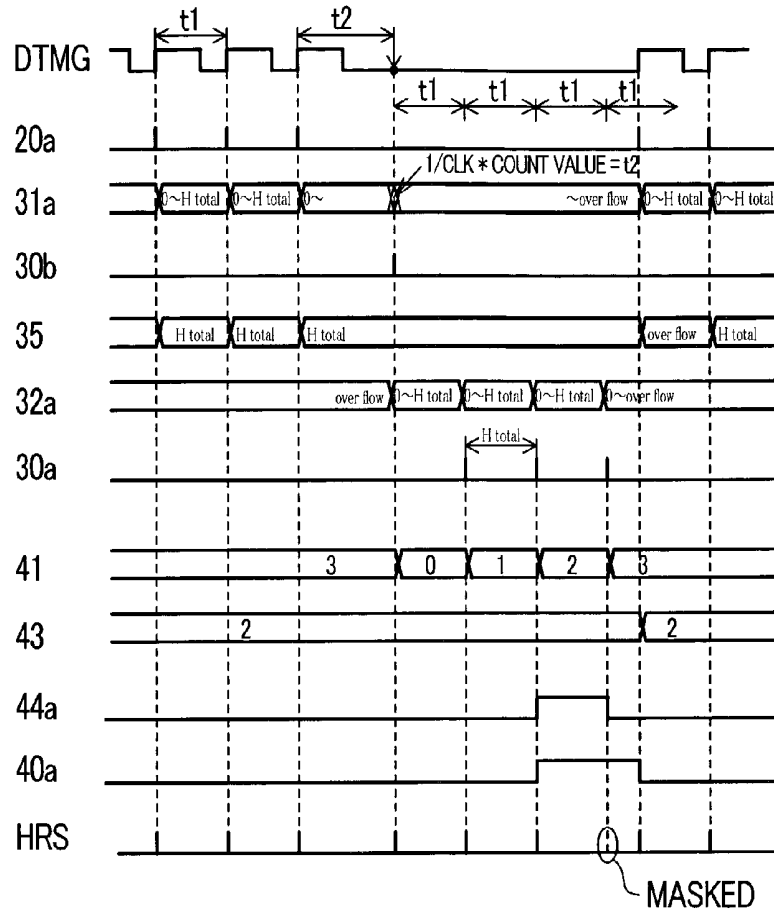 t1 t2
DTMG
t1 t1 t1 t1
20a
1/CLK * COUNT VALUE = t2
31a 0~H total 0~H total 0~ ~over flow 0~H total 0~H total
30b
35 H total H total H total over flow H total
32a over flow 0~H total 0~H total 0~H total 0~over flow
H total
30a
41 3 0 1 2 3
43 2 2
44a
40a
HRS
MASKED